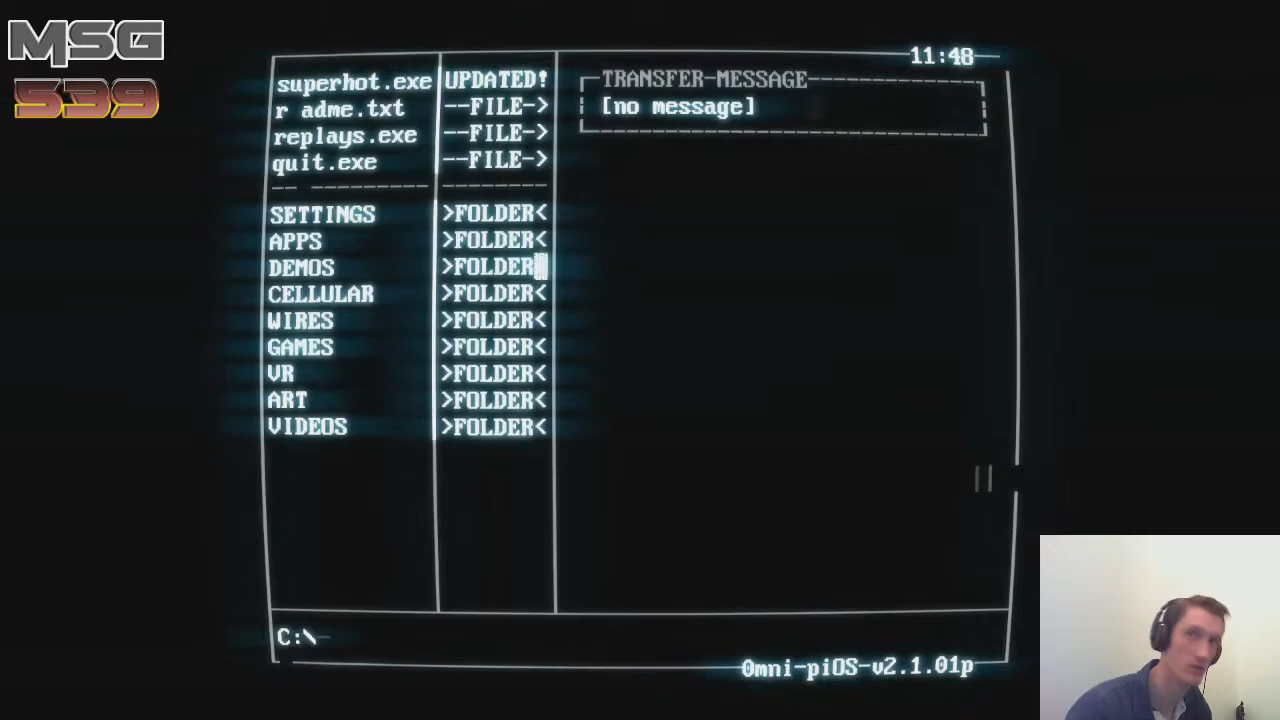 MSG
539
11:48
superhot.exe UPDATED!
r adme.txt --FILE->
replays.exe --FILE->
quit.exe --FILE->
SETTINGS >FOLDER<
APPS >FOLDER<
DEMOS >FOLDER
CELLULAR >FOLDER<
WIRES >FOLDER<
GAMES >FOLDER<
VR >FOLDER<
ART >FOLDER<
VIDEOS >FOLDER<
TRANSFER-MESSAGE
[no message]
C:\
0mni-piOS-v2.1.01p